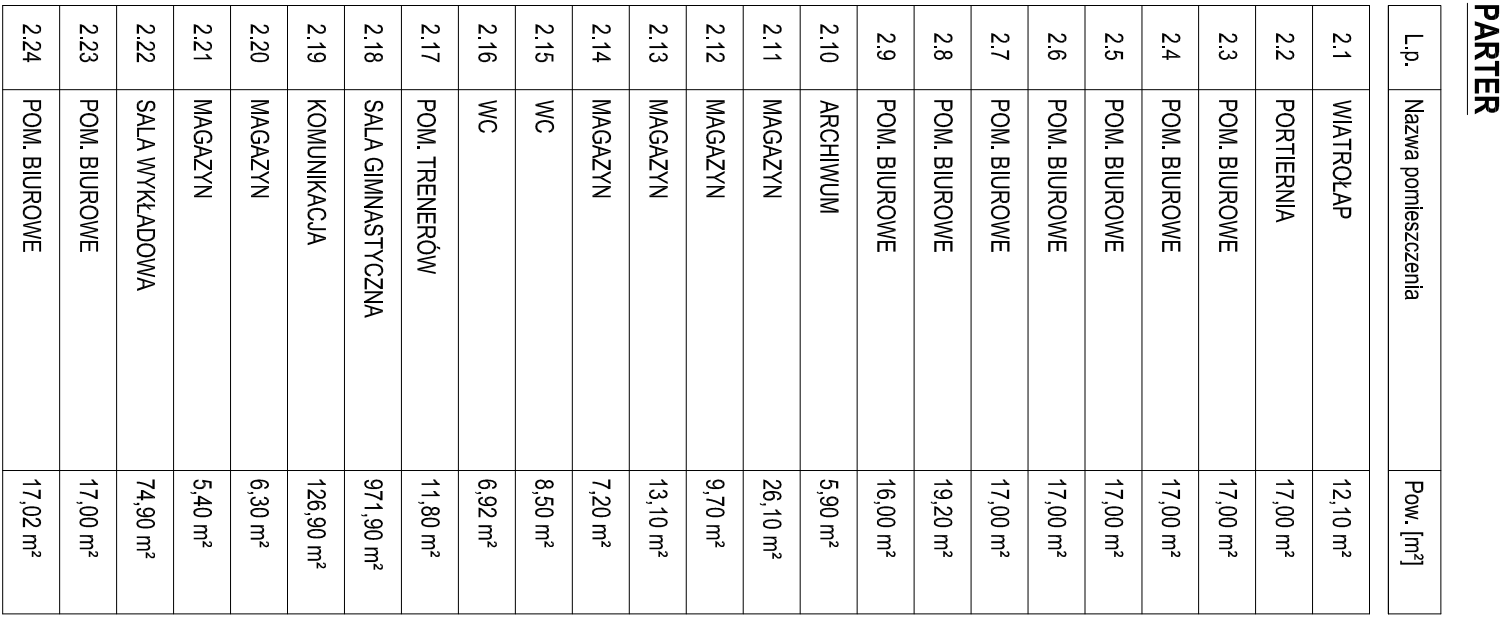 PARTER
L.p. Nazwa pomieszczenia Pow. [m²]
2.1 WIATROŁAP 12,10 m²
2.2 PORTIERNIA 17,00 m²
2.3 POM. BIUROWE 17,00 m²
2.4 POM. BIUROWE 17,00 m²
2.5 POM. BIUROWE 17,00 m²
2.6 POM. BIUROWE 17,00 m²
2.7 POM. BIUROWE 17,00 m²
2.8 POM. BIUROWE 19,20 m²
2.9 POM. BIUROWE 16,00 m²
2.10 ARCHIWUM 5,90 m²
2.11 MAGAZYN 26,10 m²
2.12 MAGAZYN 9,70 m²
2.13 MAGAZYN 13,10 m²
2.14 MAGAZYN 7,20 m²
2.15 WC 8,50 m²
2.16 WC 6,92 m²
2.17 POM. TRENERÓW 11,80 m²
2.18 SALA GIMNASTYCZNA 971,90 m²
2.19 KOMUNIKACJA 126,90 m²
2.20 MAGAZYN 6,30 m²
2.21 MAGAZYN 5,40 m²
2.22 SALA WYKŁADOWA 74,90 m²
2.23 POM. BIUROWE 17,00 m²
2.24 POM. BIUROWE 17,02 m²